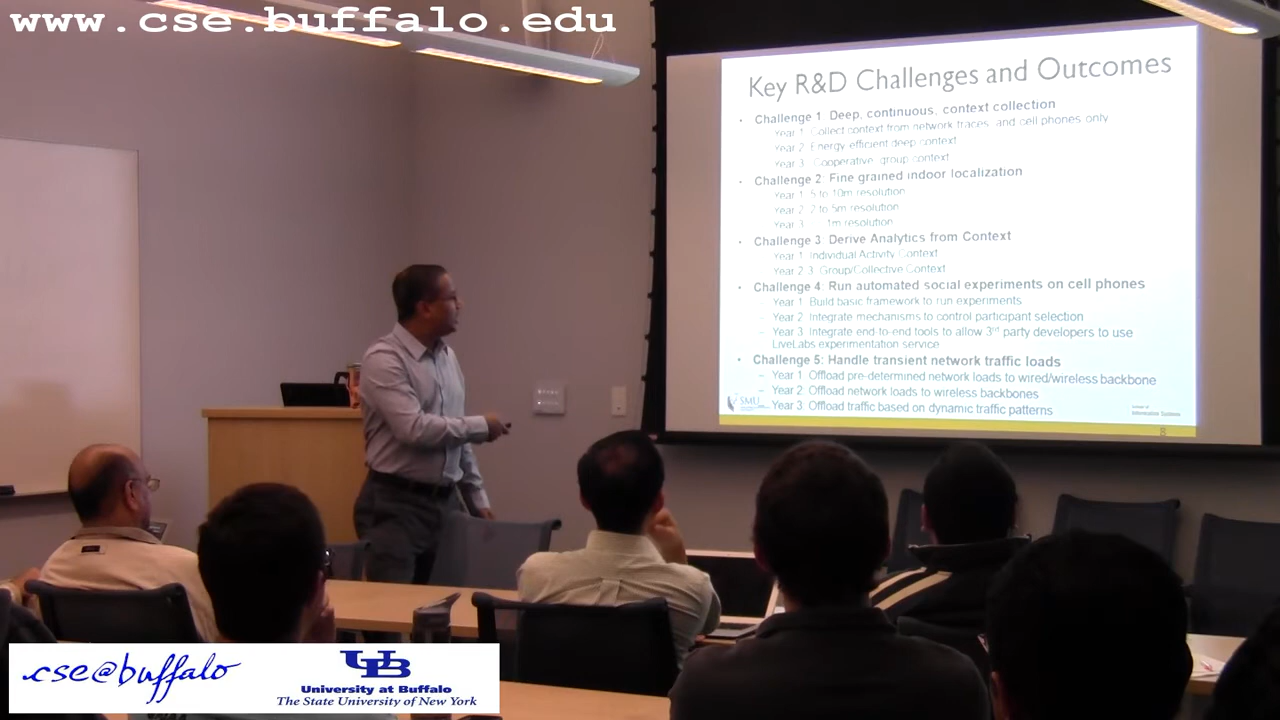 www.cse.buffalo.edu
Key R&D Challenges and Outcomes
• Challenge 1: Deep, continuous, context collection
Year 1: Collect context from network traces, and cell phones only
Year 2: Energy efficient deep context
Year 3: Cooperative, group context
• Challenge 2: Fine grained indoor localization
Year 1: 5 to 10m resolution
Year 2: 2 to 5m resolution
Year 3: 1m resolution
• Challenge 3: Derive Analytics from Context
Year 1: Individual Activity Context
Year 2,3: Group/Collective Context
• Challenge 4: Run automated social experiments on cell phones
– Year 1: Build basic framework to run experiments
– Year 2: Integrate mechanisms to control participant selection
– Year 3: Integrate end-to-end tools to allow 3rd party developers to use
LiveLabs experimentation service
• Challenge 5: Handle transient network traffic loads
– Year 1: Offload pre-determined network loads to wired/wireless backbone
– Year 2: Offload network loads to wireless backbones
– Year 3: Offload traffic based on dynamic traffic patterns
SMU
School of
Information Systems
8
cse@buffalo
UB
University at Buffalo
The State University of New York